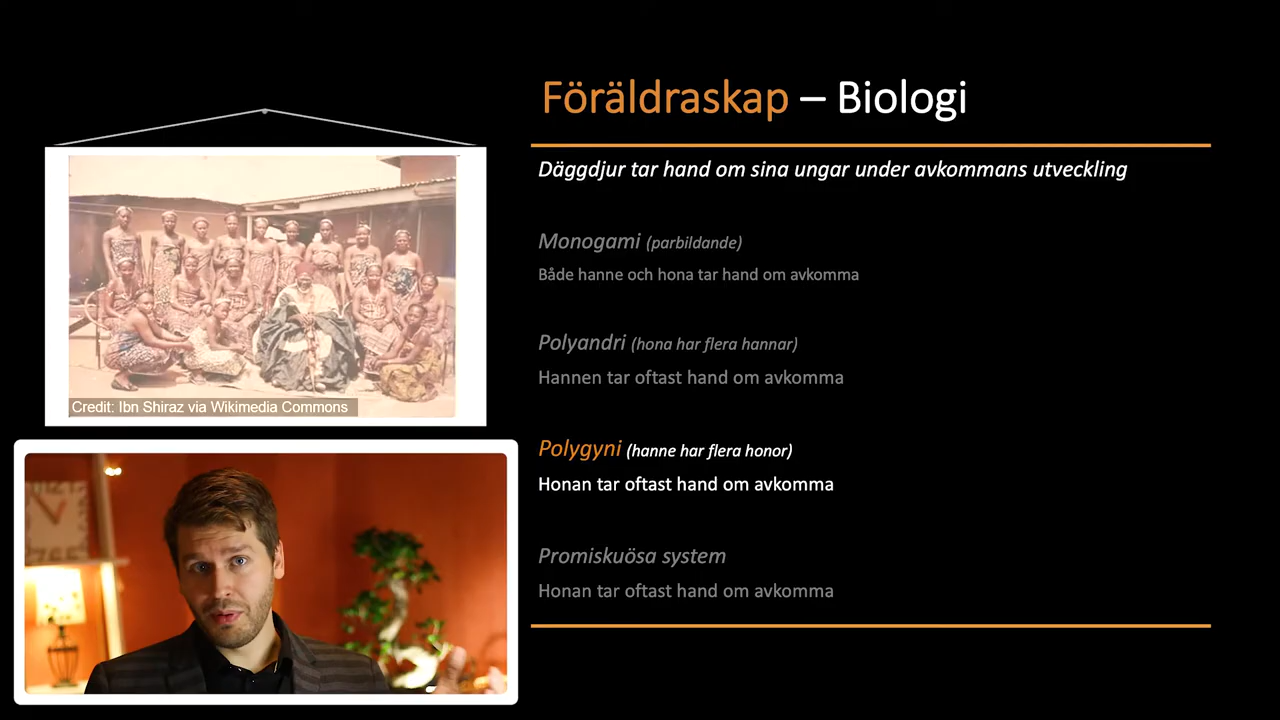 Föräldraskap – Biologi
Däggdjur tar hand om sina ungar under avkommans utveckling
Monogami (parbildande)
Både hanne och hona tar hand om avkomma
Polyandri (hona har flera hannar)
Hannen tar oftast hand om avkomma
Polygyni (hanne har flera honor)
Honan tar oftast hand om avkomma
Promiskuösa system
Honan tar oftast hand om avkomma
Credit: Ibn Shiraz via Wikimedia Commons